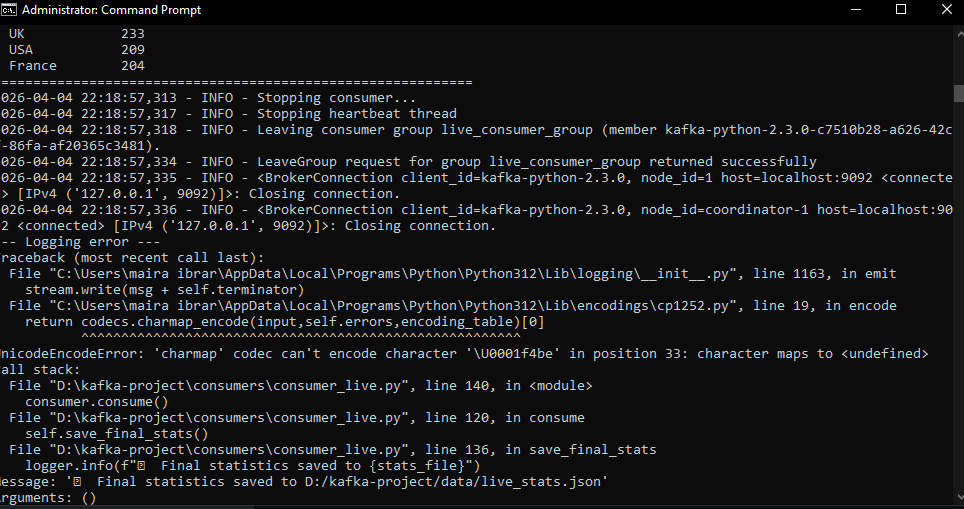 Administrator: Command Prompt
UK 233
USA 209
France 204
===========================================================
026-04-04 22:18:57,313 - INFO - Stopping consumer...
026-04-04 22:18:57,317 - INFO - Stopping heartbeat thread
026-04-04 22:18:57,318 - INFO - Leaving consumer group live_consumer_group (member kafka-python-2.3.0-c7510b28-a626-42c
-86fa-af20365c3481).
026-04-04 22:18:57,334 - INFO - LeaveGroup request for group live_consumer_group returned successfully
026-04-04 22:18:57,335 - INFO - <BrokerConnection client_id=kafka-python-2.3.0, node_id=1 host=localhost:9092 <connecte
> [IPv4 ('127.0.0.1', 9092)]>: Closing connection.
026-04-04 22:18:57,336 - INFO - <BrokerConnection client_id=kafka-python-2.3.0, node_id=coordinator-1 host=localhost:90
2 <connected> [IPv4 ('127.0.0.1', 9092)]>: Closing connection.
-- Logging error ---
raceback (most recent call last):
File "C:\Users\maira ibrar\AppData\Local\Programs\Python\Python312\Lib\logging\__init__.py", line 1163, in emit
stream.write(msg + self.terminator)
File "C:\Users\maira ibrar\AppData\Local\Programs\Python\Python312\Lib\encodings\cp1252.py", line 19, in encode
return codecs.charmap_encode(input,self.errors,encoding_table)[0]
^^^^^^^^^^^^^^^^^^^^^^^^^^^^^^^^^^^^^^^^^^^^^^^^^^^^^^^
UnicodeEncodeError: 'charmap' codec can't encode character '\U0001f4be' in position 33: character maps to <undefined>
Call stack:
File "D:\kafka-project\consumers\consumer_live.py", line 140, in <module>
consumer.consume()
File "D:\kafka-project\consumers\consumer_live.py", line 120, in consume
self.save_final_stats()
File "D:\kafka-project\consumers\consumer_live.py", line 136, in save_final_stats
logger.info(f"⍰ Final statistics saved to {stats_file}")
essage: '⍰ Final statistics saved to D:/kafka-project/data/live_stats.json'
Arguments: ()